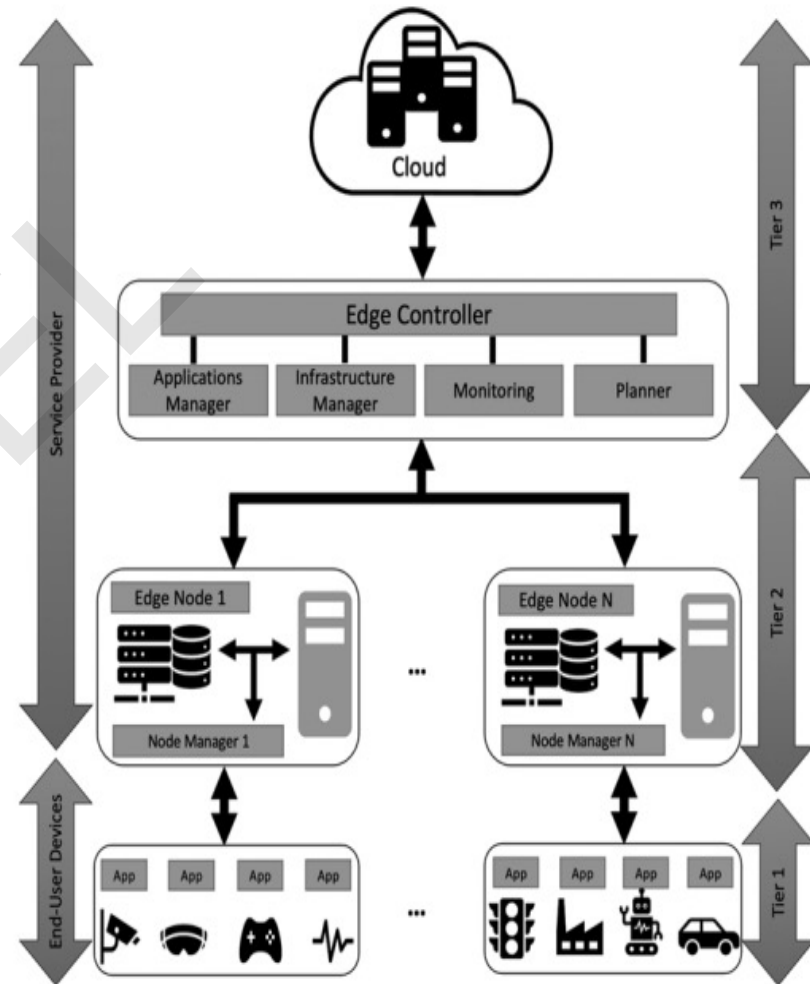 Cloud
Edge Controller
Applications
Manager
Infrastructure
Manager
Monitoring
Planner
Service Provider
Tier 3
Edge Node 1
Node Manager 1
...
Edge Node N
Node Manager N
Tier 2
End-User Devices
App
App
App
App
...
App
App
App
App
Tier 1